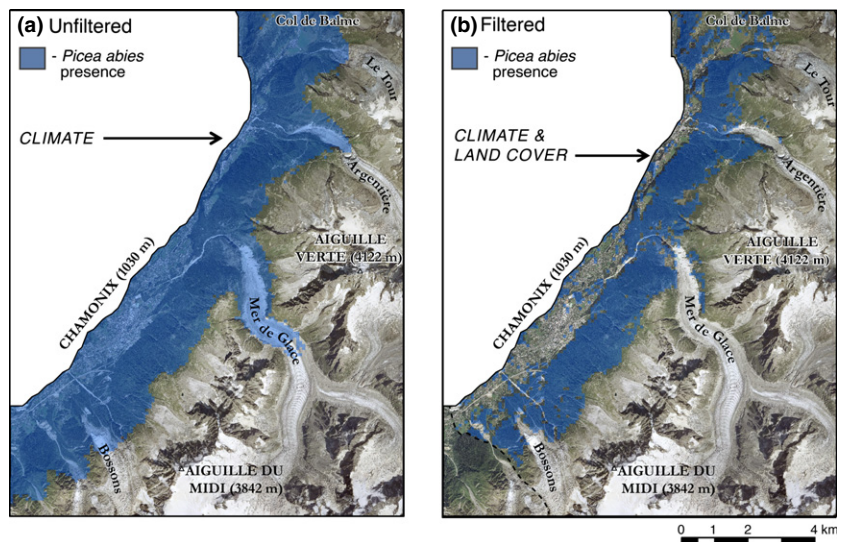 (a) Unfiltered
- Picea abies
presence
CLIMATE
CHAMONIX (1030 m)
Col de Balme
Le Tour
Argentière
AIGUILLE
VERTE (4122 m)
Mer de Glace
Bossons
AIGUILLE DU
MIDI (3842 m)
(b) Filtered
- Picea abies
presence
CLIMATE &
LAND COVER
CHAMONIX (1030 m)
Col de Balme
Le Tour
Argentière
AIGUILLE
VERTE (4122 m)
Mer de Glace
Bossons
AIGUILLE DU
MIDI (3842 m)
0 1 2 4 km